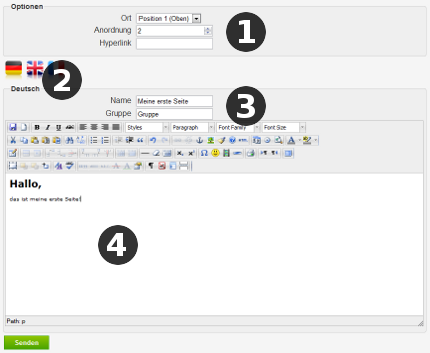 Optionen
Ort Position 1 (Oben)
Anordnung 2
Hyperlink
1
2
Deutsch
Name Meine erste Seite
Gruppe Gruppe
3
B I U ABC Styles Paragraph Font Family Font Size
Hallo,
das ist meine erste Seite!
4
Path: p
Senden